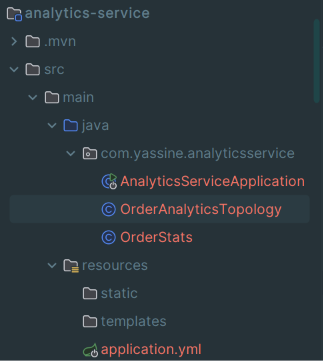 analytics-service
.mvn
src
main
java
com.yassine.analyticsservice
AnalyticsServiceApplication
OrderAnalyticsTopology
OrderStats
resources
static
templates
application.yml